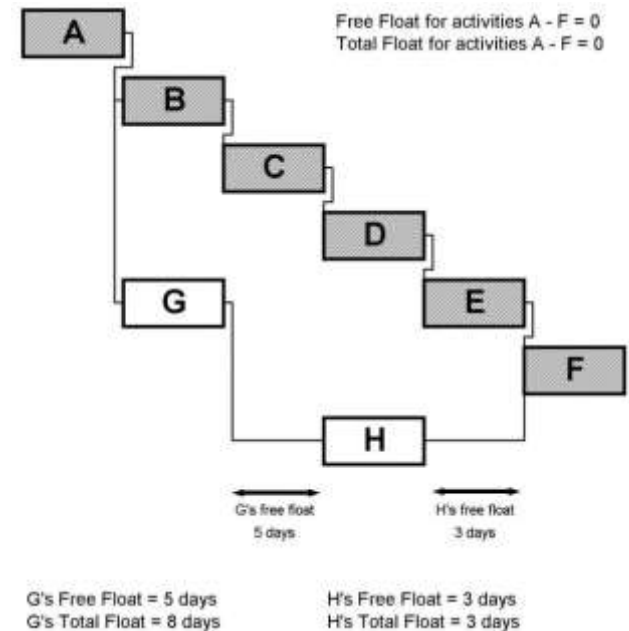 A
Free Float for activities A - F = 0
Total Float for activities A - F = 0
B
C
D
G
E
F
H
G's free float
5 days
H's free float
3 days
G's Free Float = 5 days
G's Total Float = 8 days
H's Free Float = 3 days
H's Total Float = 3 days